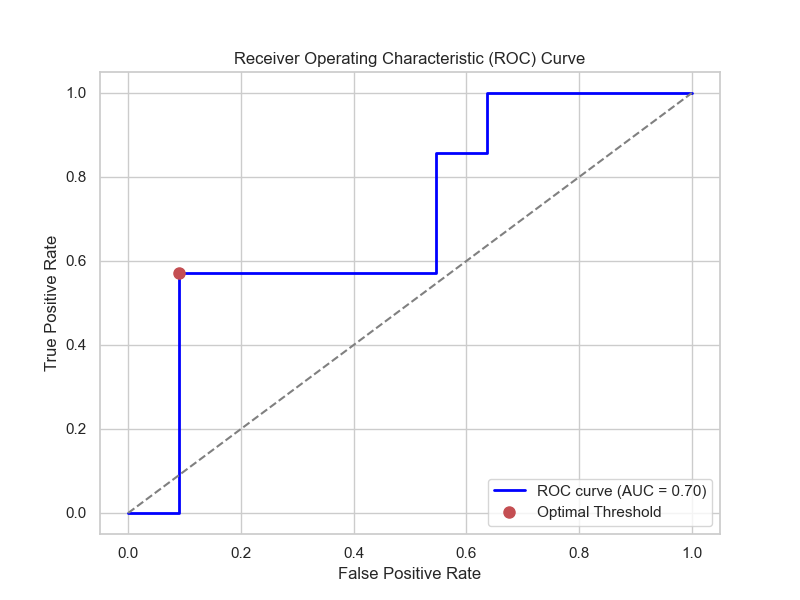 Receiver Operating Characteristic (ROC) Curve
True Positive Rate
1.0
0.8
0.6
0.4
0.2
0.0
0.0 0.2 0.4 0.6 0.8 1.0
False Positive Rate
ROC curve (AUC = 0.70)
Optimal Threshold